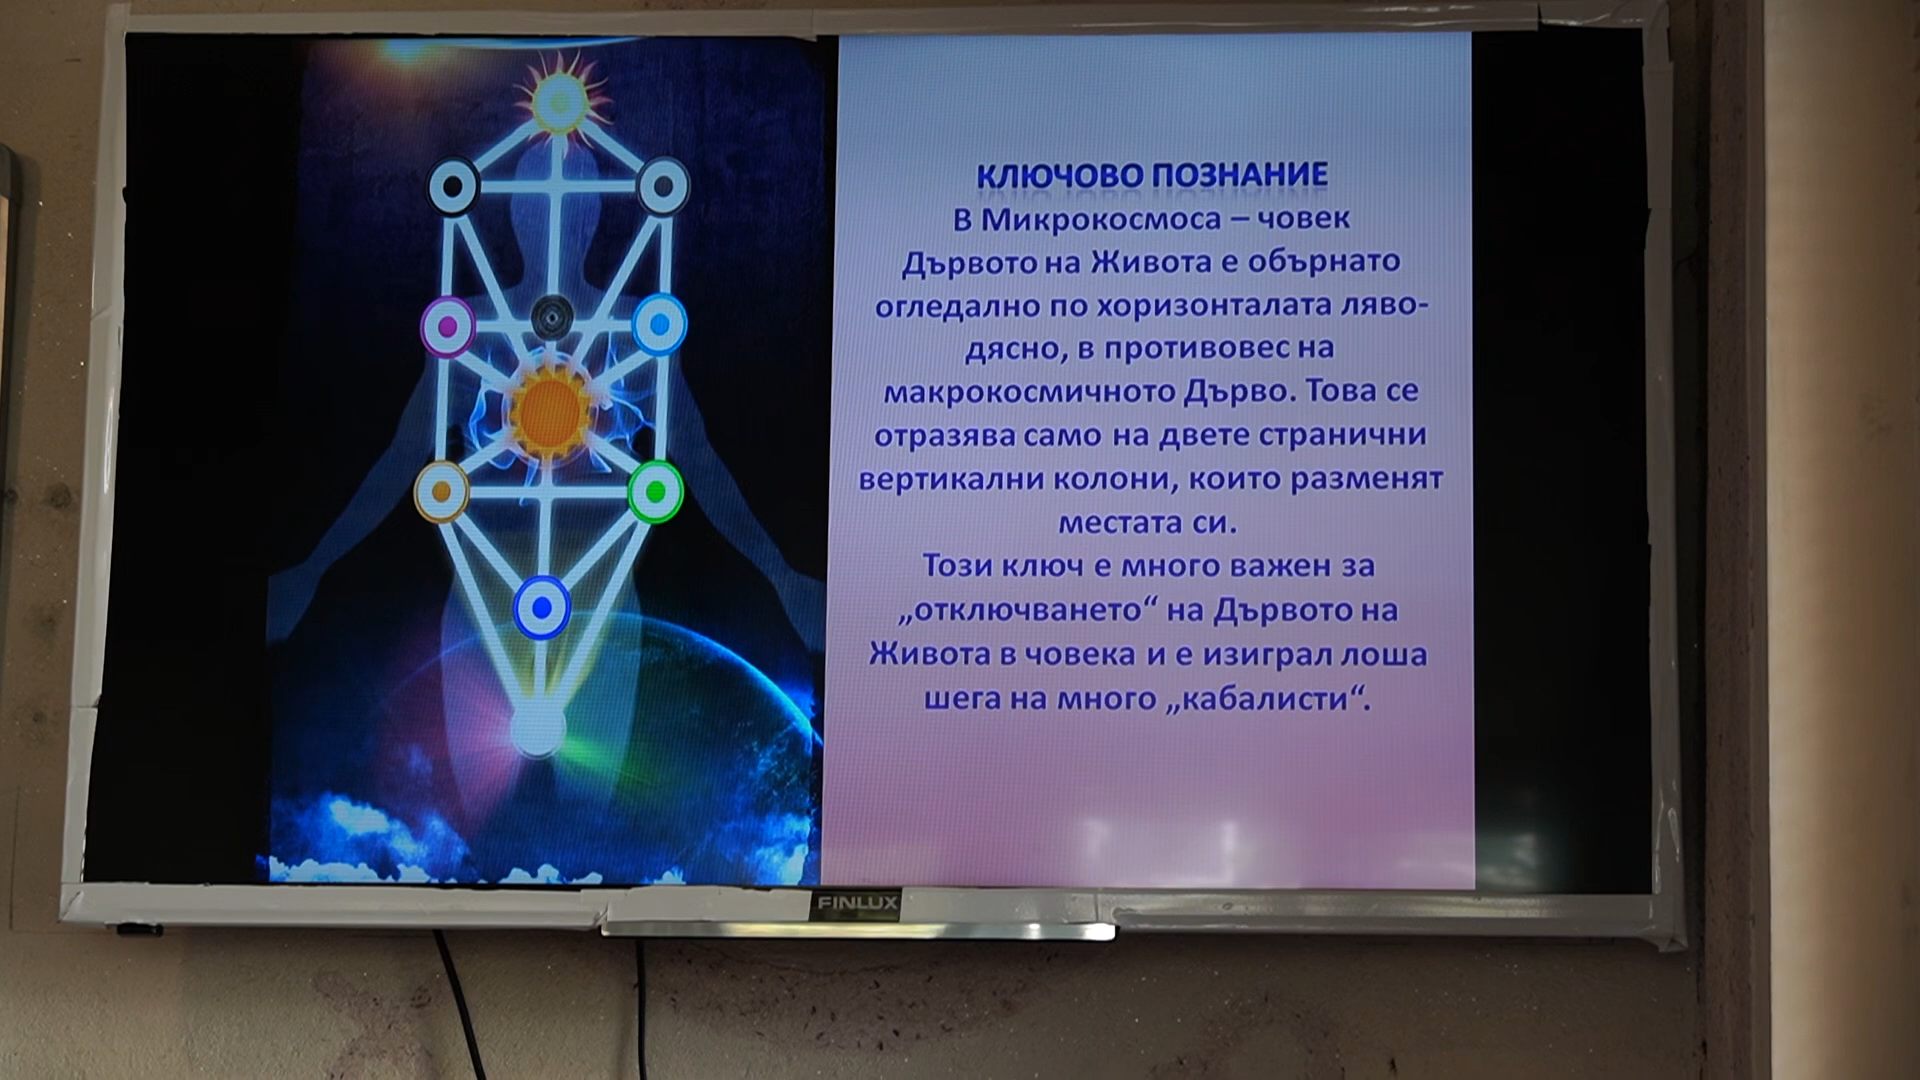 КЛЮЧОВО ПОЗНАНИЕ
В Микрокосмоса – човек
Дървото на Живота е обърнато
огледално по хоризонталата ляво-
дясно, в противовес на
макрокосмичното Дърво. Това се
отразява само на двете странични
вертикални колони, които разменят
местата си.
Този ключ е много важен за
„отключването“ на Дървото на
Живота в човека и е изиграл лоша
шега на много „кабалисти“.
FINLUX